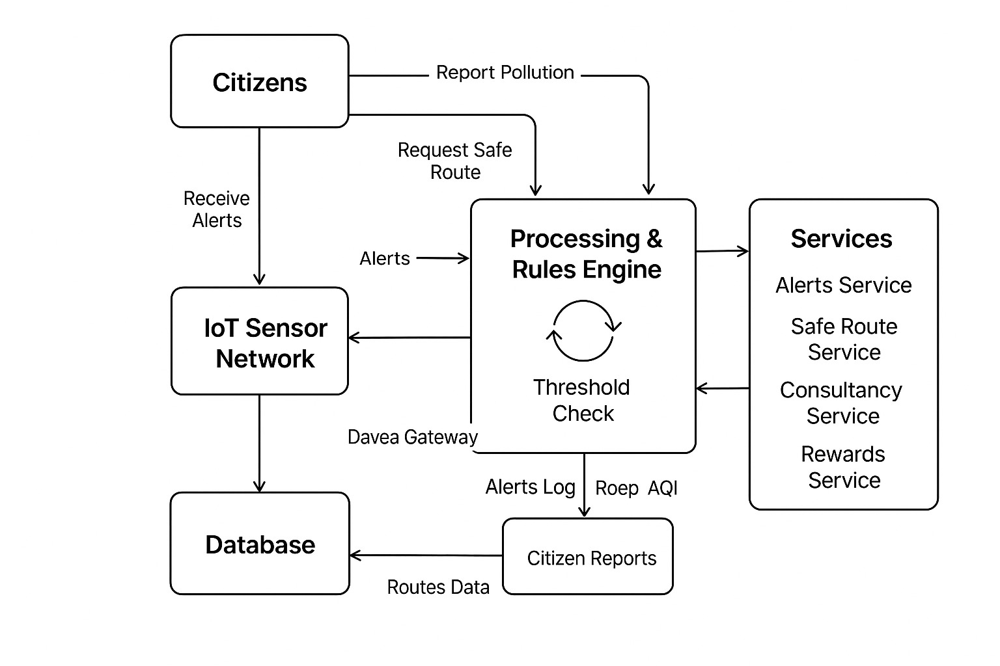 Citizens
Report Pollution
Request Safe
Route
Receive
Alerts
Alerts
Processing &
Rules Engine
Threshold
Check
Services
Alerts Service
Safe Route
Service
Consultancy
Service
Rewards
Service
IoT Sensor
Network
Davea Gateway
Alerts Log
Roep AQI
Database
Citizen Reports
Routes Data